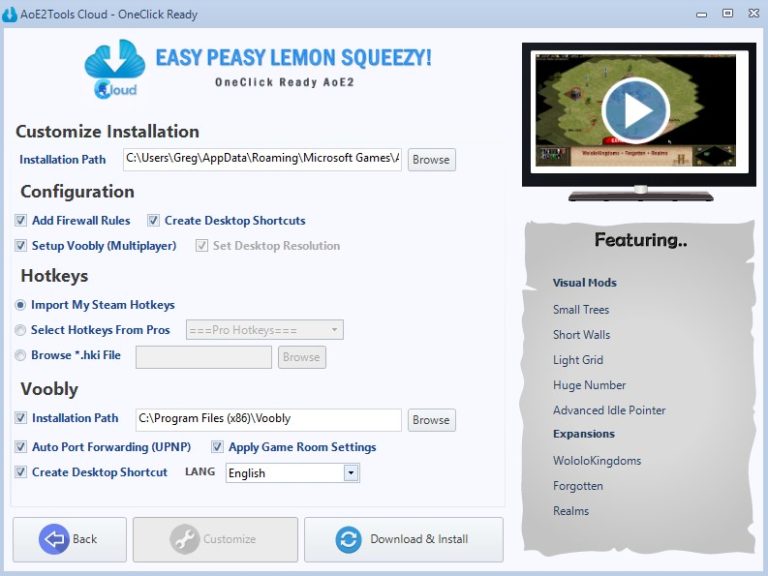 AoE2Tools Cloud - OneClick Ready
EASY PEASY LEMON SQUEEZY!
Cloud
OneClick Ready AoE2
Customize Installation
Installation Path C:\Users\Greg\AppData\Roaming\Microsoft Games\A Browse
Configuration
Add Firewall Rules Create Desktop Shortcuts
Setup Voobly (Multiplayer) Set Desktop Resolution
Hotkeys
Import My Steam Hotkeys
Select Hotkeys From Pros ===Pro Hotkeys===
Browse *.hki File Browse
Voobly
Installation Path C:\Program Files (x86)\Voobly Browse
Auto Port Forwarding (UPNP) Apply Game Room Settings
Create Desktop Shortcut LANG English
Back Customize Download & Install
WololoKingdoms - Forgotten - Realms
Featuring..
Visual Mods
Small Trees
Short Walls
Light Grid
Huge Number
Advanced Idle Pointer
Expansions
WololoKingdoms
Forgotten
Realms